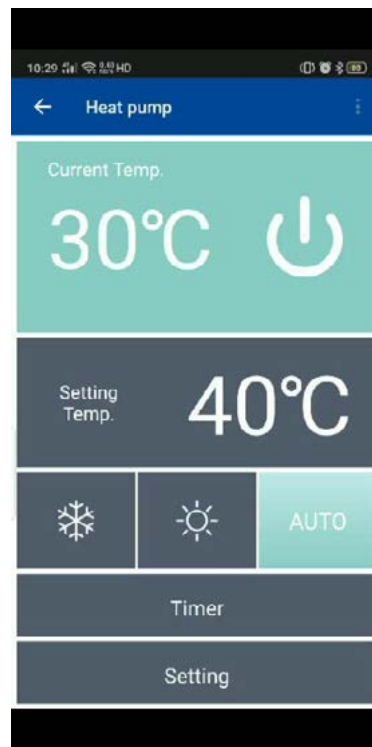 10:29 HD
Heat pump
Current Temp.
30℃
Setting
Temp.
40℃
AUTO
Timer
Setting